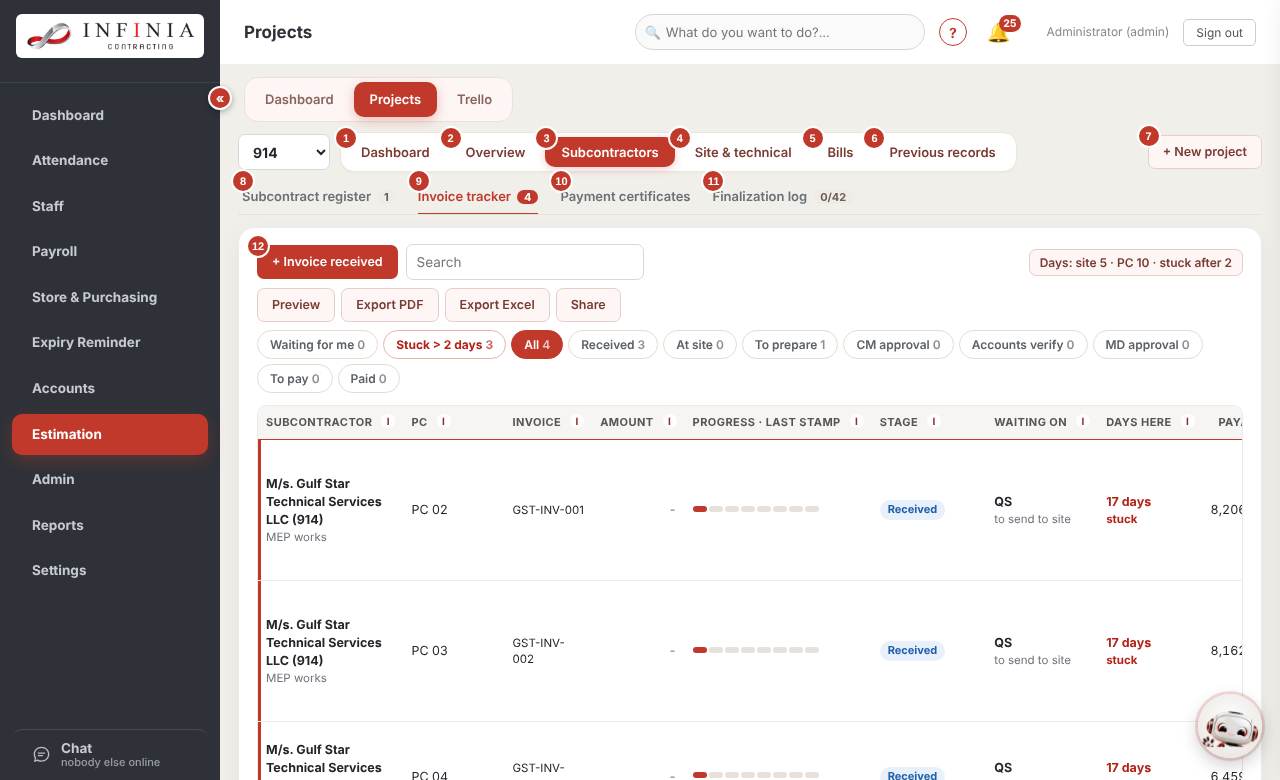 INFINIA
CONTRACTING
Projects
What do you want to do?...
?
25
Administrator (admin)
Sign out
«
Dashboard
Attendance
Staff
Payroll
Store & Purchasing
Expiry Reminder
Accounts
Estimation
Admin
Reports
Settings
Chat
nobody else online
Dashboard Projects Trello
914
1 Dashboard
2 Overview
3 Subcontractors
4 Site & technical
5 Bills
6 Previous records
7 + New project
8 Subcontract register 1
9 Invoice tracker 4
10 Payment certificates
11 Finalization log 0/42
12 + Invoice received
Search
Days: site 5 · PC 10 · stuck after 2
Preview Export PDF Export Excel Share
Waiting for me 0 Stuck > 2 days 3 All 4 Received 3 At site 0 To prepare 1 CM approval 0 Accounts verify 0 MD approval 0
To pay 0 Paid 0
SUBCONTRACTOR I PC I INVOICE I AMOUNT I PROGRESS · LAST STAMP I STAGE I WAITING ON I DAYS HERE I PAY
M/s. Gulf Star
Technical Services
LLC (914)
MEP works
PC 02
GST-INV-001
-
Received
QS
to send to site
17 days
stuck
8,206
M/s. Gulf Star
Technical Services
LLC (914)
MEP works
PC 03
GST-INV-
002
-
Received
QS
to send to site
17 days
stuck
8,162
M/s. Gulf Star
Technical Services
PC 04
GST-INV-
-
Received
QS
17 days